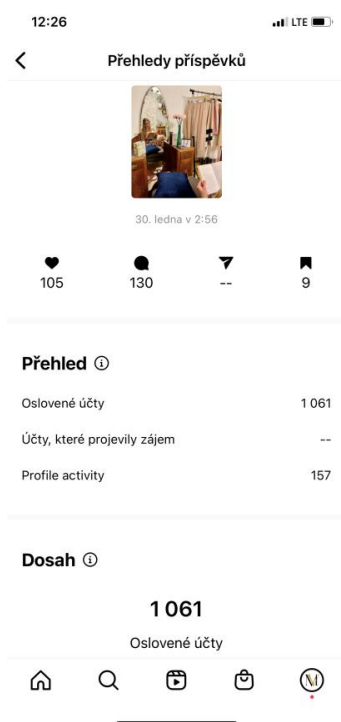 12:26
LTE
Přehledy příspěvků
30. ledna v 2:56
105 130 -- 9
Přehled
Oslovené účty 1 061
Účty, které projevily zájem --
Profile activity 157
Dosah
1 061
Oslovené účty
M